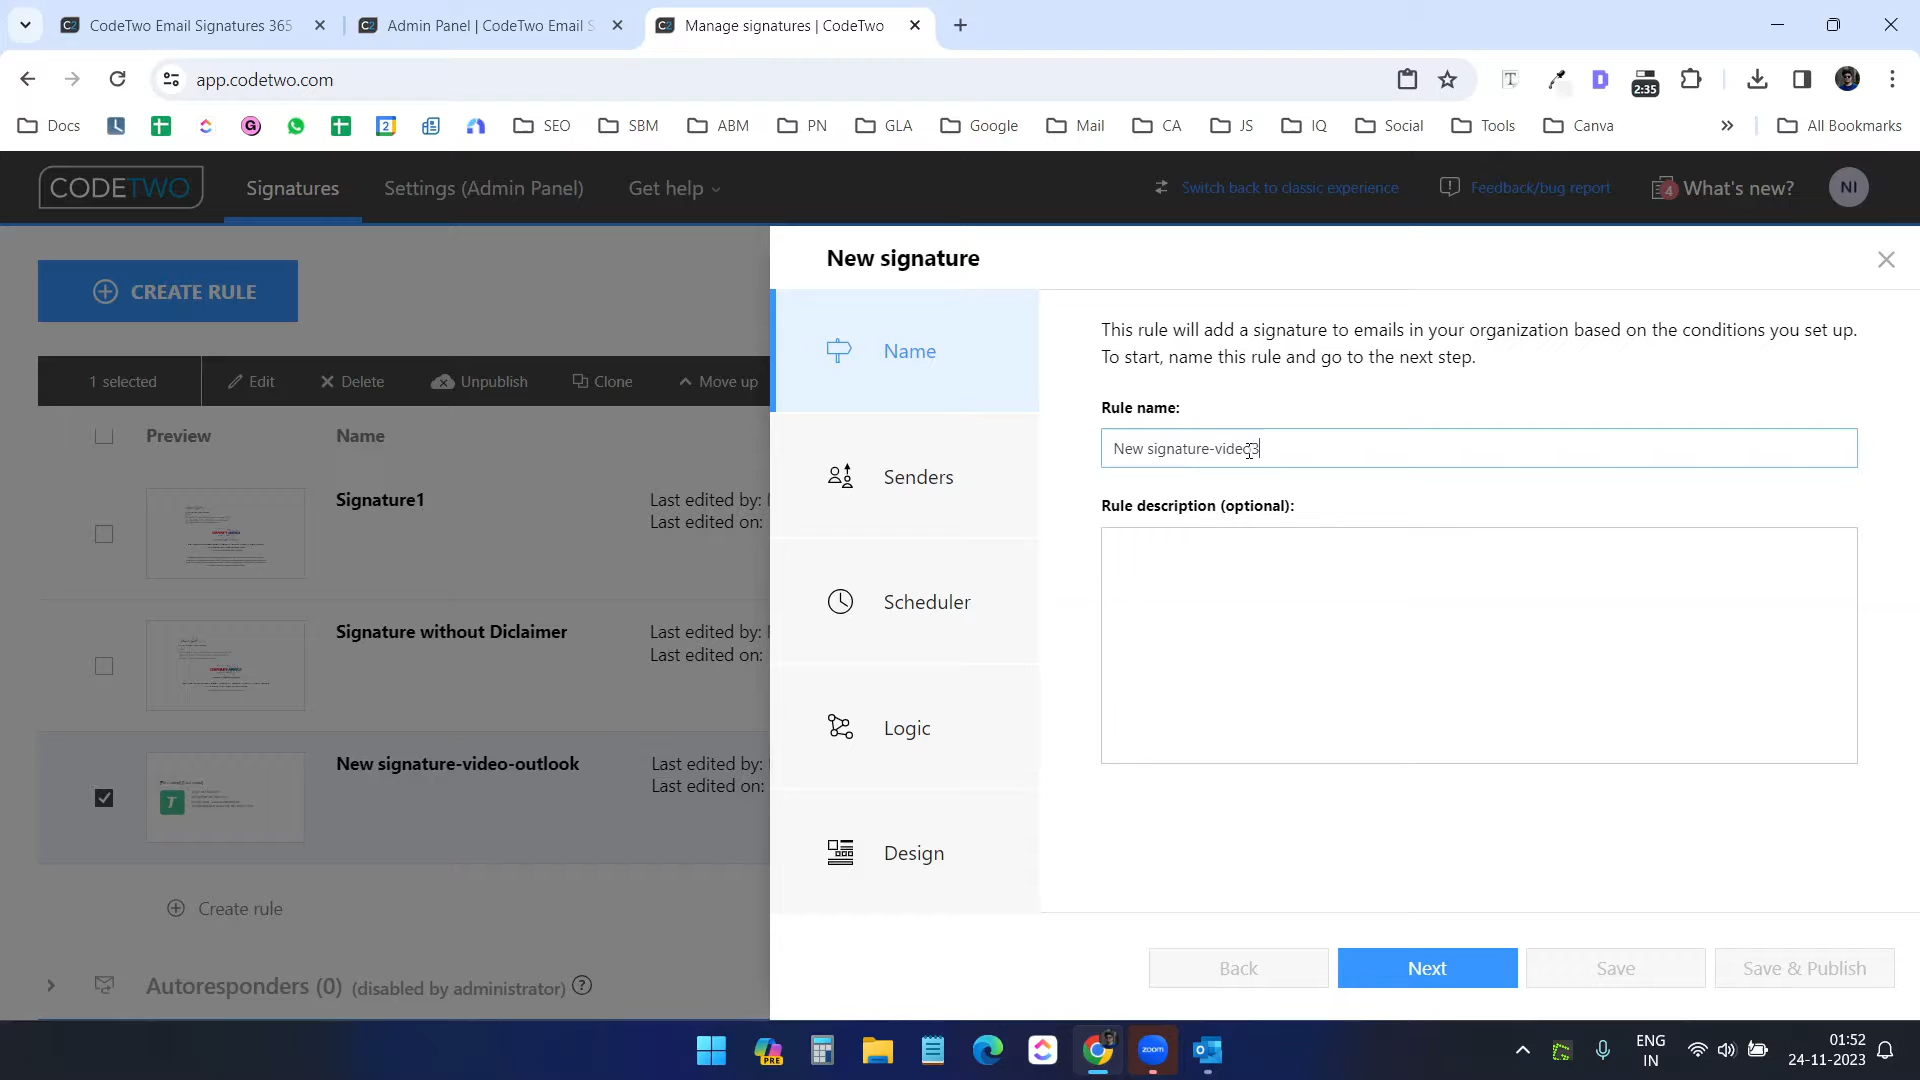 CodeTwo Email Signatures 365
Admin Panel | CodeTwo Email S
Manage signatures | CodeTwo
app.codetwo.com
2:35
Docs
SEO
SBM
ABM
PN
GLA
Google
Mail
CA
JS
IQ
Social
Tools
Canva
All Bookmarks
CODETWO
Signatures
Settings (Admin Panel)
Get help
Switch back to classic experience
Feedback/bug report
4
What's new?
NI
CREATE RULE
1 selected
Edit
Delete
Unpublish
Clone
Move up
Preview
Name
Signature1
Last edited by:
Last edited on:
Signature without Diclaimer
Last edited by:
Last edited on:
New signature-video-outlook
Last edited by:
Last edited on:
Create rule
Autoresponders (0) (disabled by administrator)
New signature
Name
Senders
Scheduler
Logic
Design
This rule will add a signature to emails in your organization based on the conditions you set up.
To start, name this rule and go to the next step.
Rule name:
New signature-video3
Rule description (optional):
Back
Next
Save
Save & Publish
PRE
zoom
ENG
IN
01:52
24-11-2023